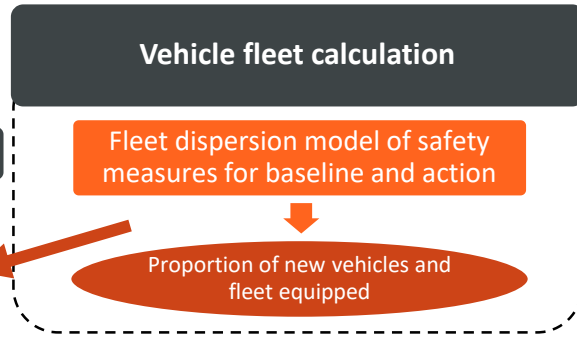 Vehicle fleet calculation
Fleet dispersion model of safety
measures for baseline and action
Proportion of new vehicles and
fleet equipped